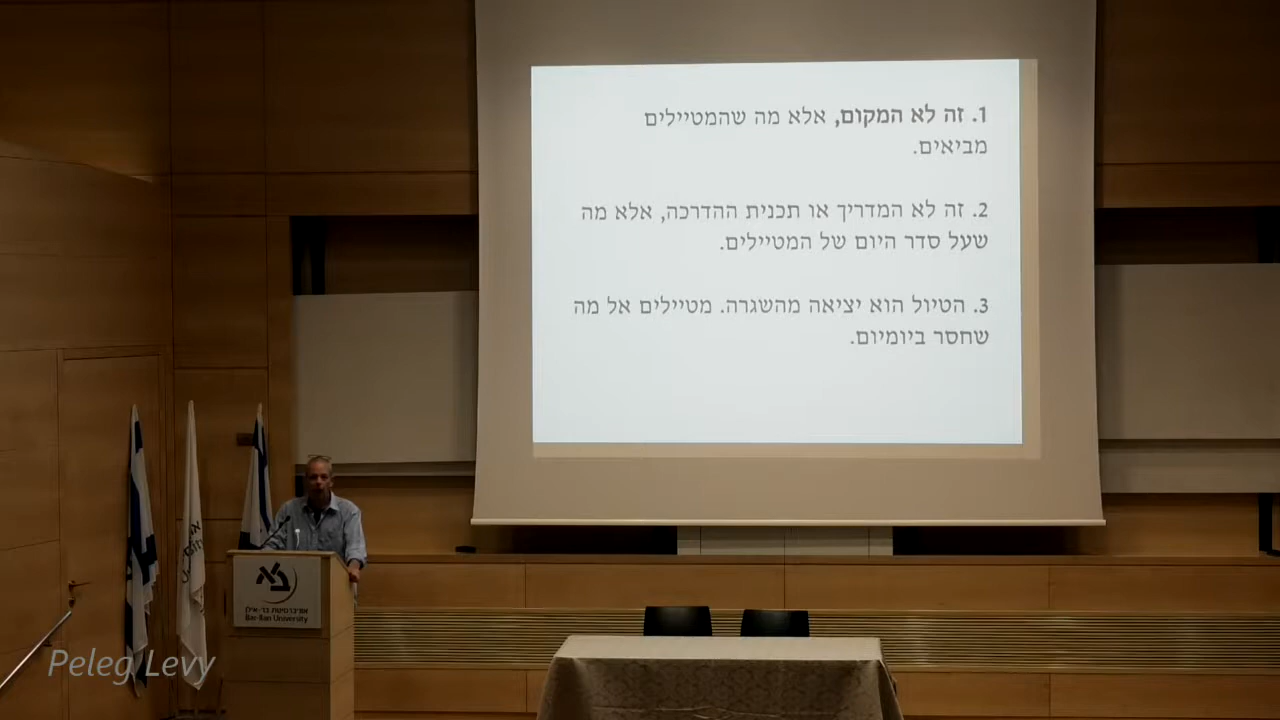 1. זה לא המקום, אלא מה שהמטיילים
מביאים.
2. זה לא המדריך או תכנית ההדרכה, אלא מה
שעל סדר היום של המטיילים.
3. הטיול הוא יציאה מהשגרה. מטיילים אל מה
שחסר ביומיום.
אוניברסיטת בר-אילן
Bar-Ilan University
Peleg Levy